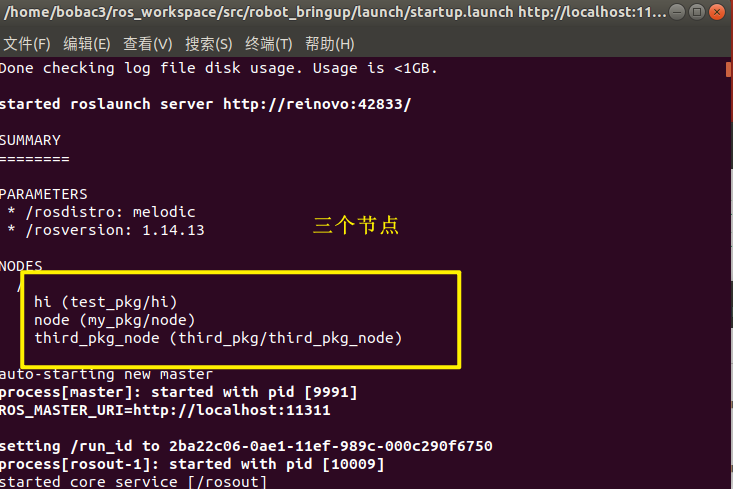 /home/bobac3/ros_workspace/src/robot_bringup/launch/startup.launch http://localhost:11...
文件(F) 编辑(E) 查看(V) 搜索(S) 终端(T) 帮助(H)
Done checking log file disk usage. Usage is <1GB.
started roslaunch server http://reinovo:42833/
SUMMARY
========
PARAMETERS
* /rosdistro: melodic
* /rosversion: 1.14.13
三个节点
NODES
/
hi (test_pkg/hi)
node (my_pkg/node)
third_pkg_node (third_pkg/third_pkg_node)
auto-starting new master
process[master]: started with pid [9991]
ROS_MASTER_URI=http://localhost:11311
setting /run_id to 2ba22c06-0ae1-11ef-989c-000c290f6750
process[rosout-1]: started with pid [10009]
started core service [/rosout]